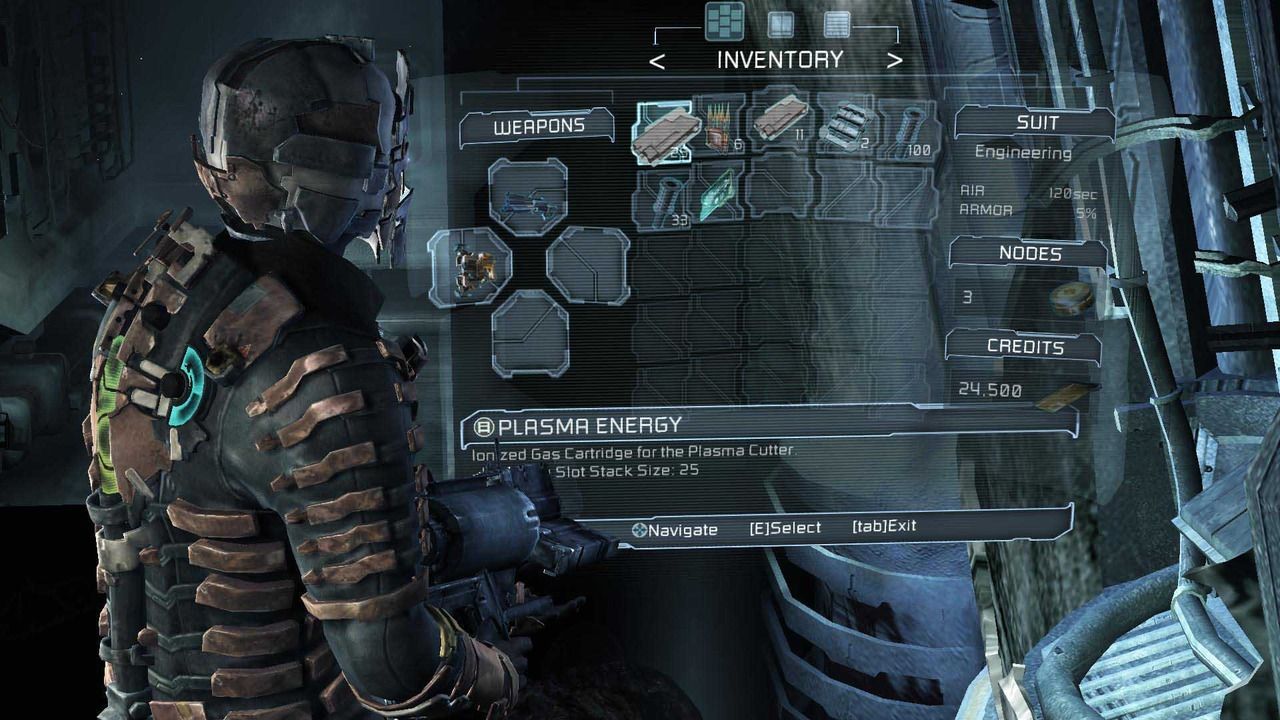 < INVENTORY >
WEAPONS
25 6 11 2 100
33
SUIT
Engineering
AIR 120sec
ARMOR 5%
NODES
3
CREDITS
24,500
PLASMA ENERGY
Ionized Gas Cartridge for the Plasma Cutter.
Slot Stack Size: 25
Navigate [E]Select [tab]Exit